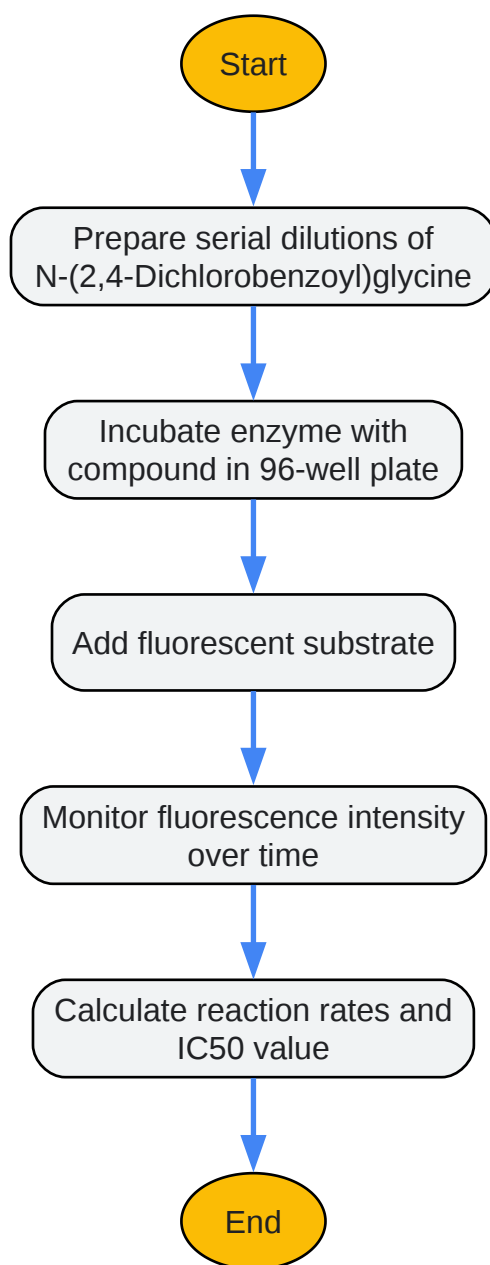 Start
Prepare serial dilutions of
N-(2,4-Dichlorobenzoyl)glycine
Incubate enzyme with
compound in 96-well plate
Add fluorescent substrate
Monitor fluorescence intensity
over time
Calculate reaction rates and
IC50 value
End